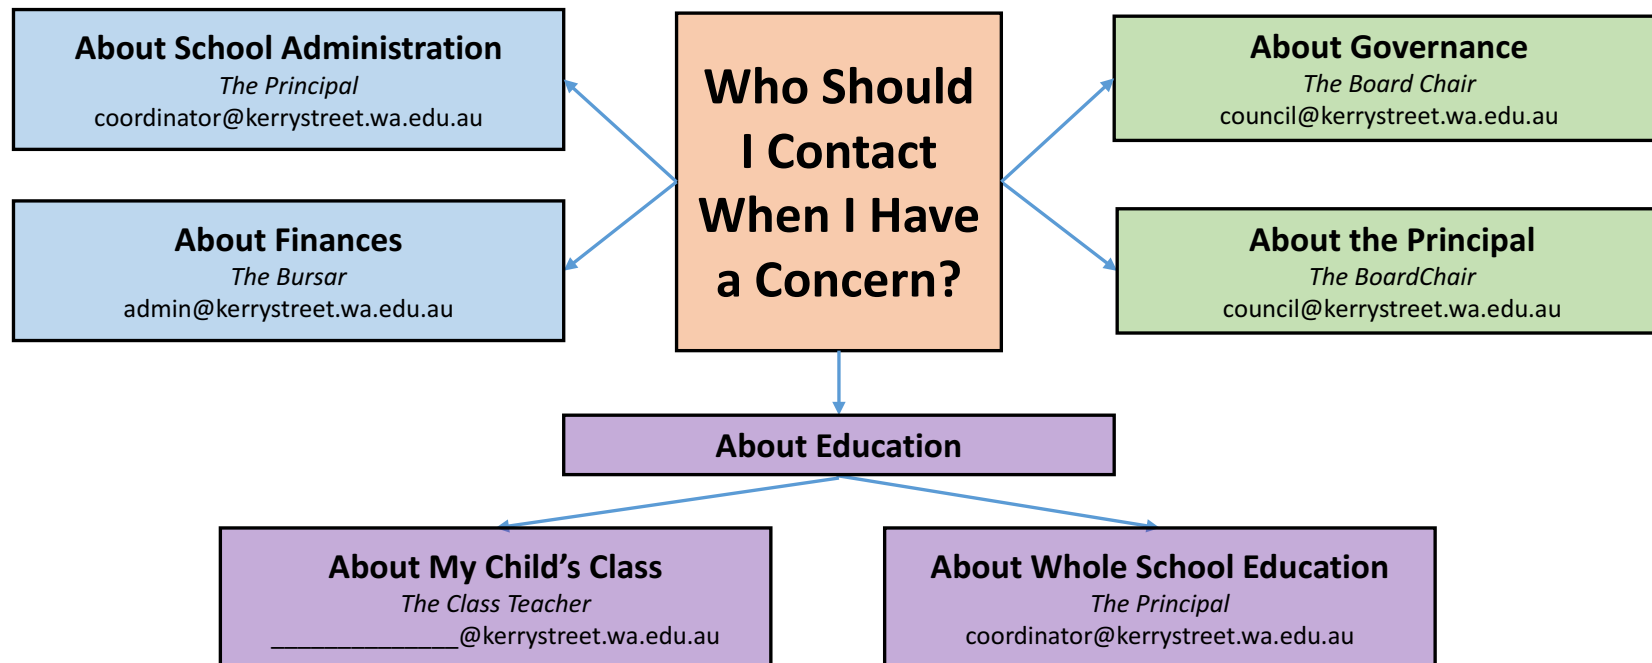 About School Administration
The Principal
coordinator@kerrystreet.wa.edu.au
About Finances
The Bursar
admin@kerrystreet.wa.edu.au
Who Should
I Contact
When I Have
a Concern?
About Governance
The Board Chair
council@kerrystreet.wa.edu.au
About the Principal
The BoardChair
council@kerrystreet.wa.edu.au
About Education
About My Child’s Class
The Class Teacher
______________@kerrystreet.wa.edu.au
About Whole School Education
The Principal
coordinator@kerrystreet.wa.edu.au